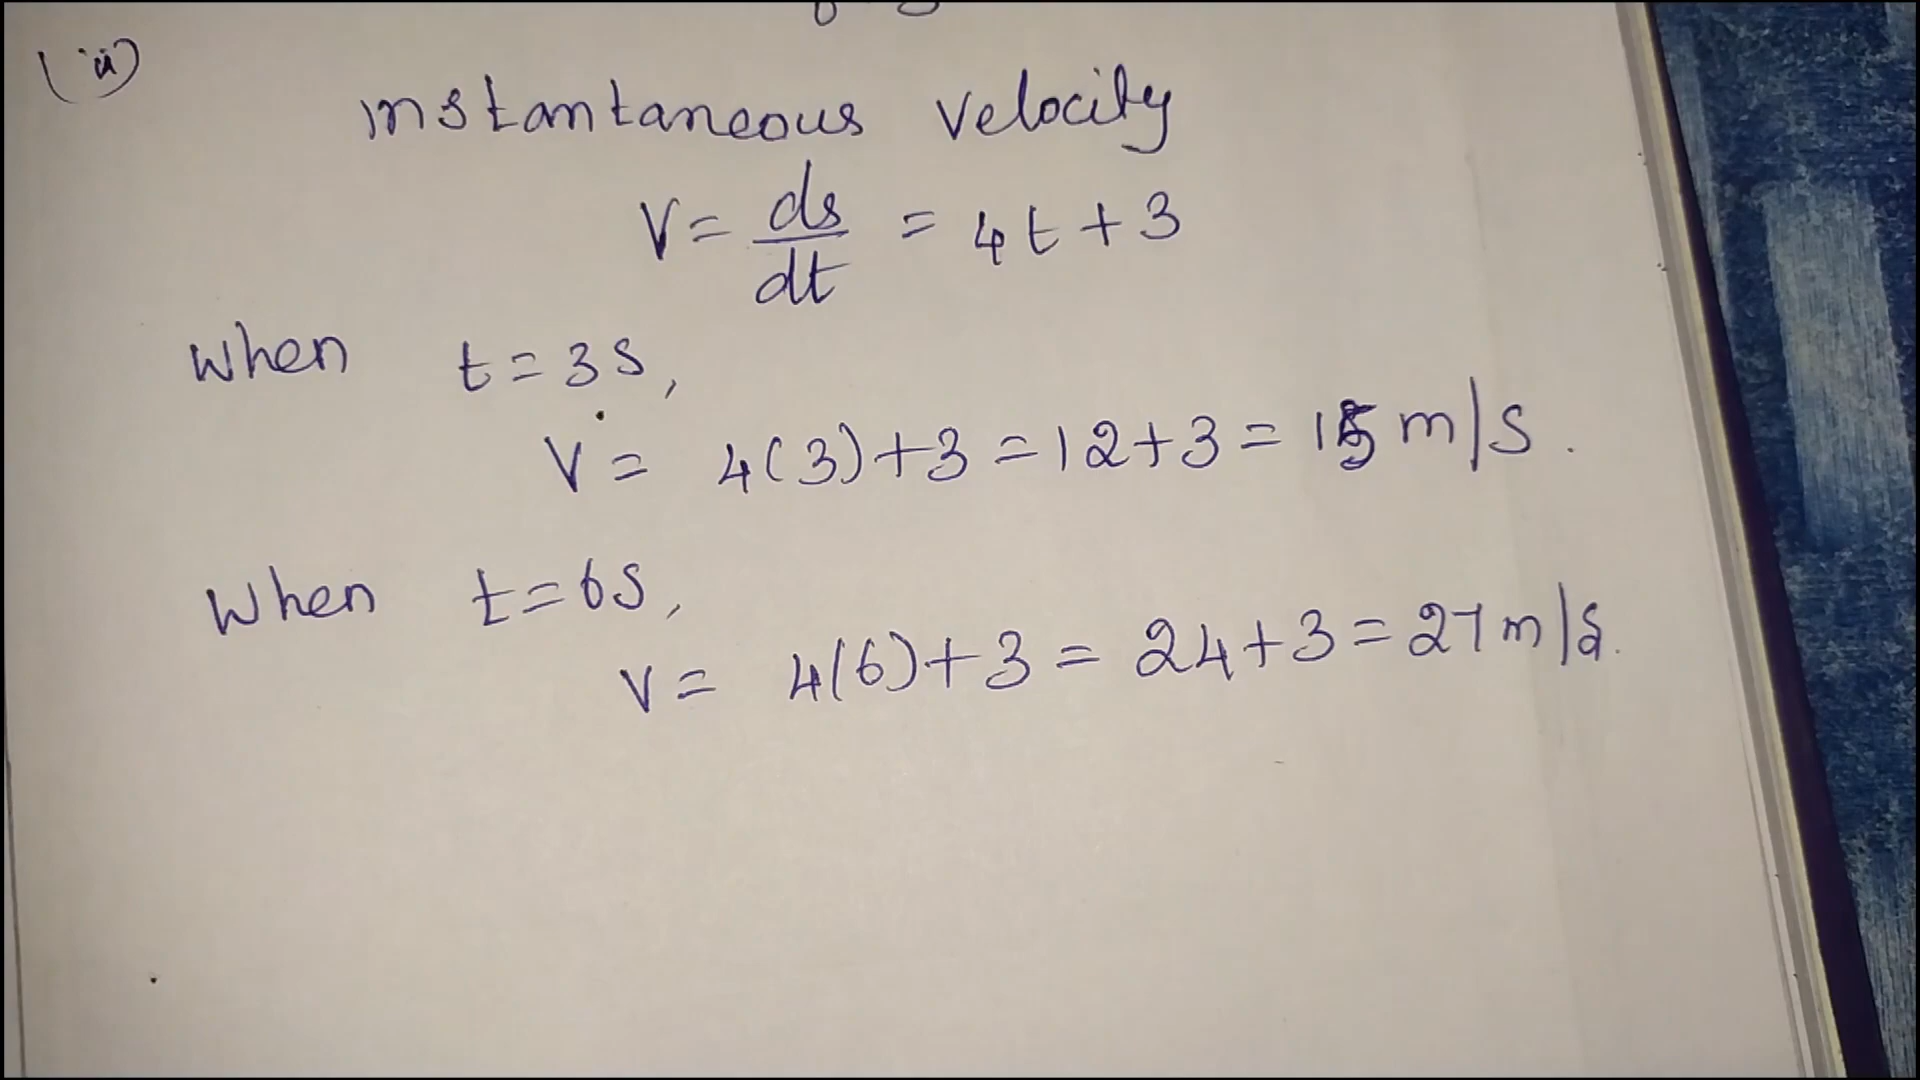 (ii)
instantaneous velocity
V = ds/dt = 4t + 3
When t = 3s,
V = 4(3)+3 = 12+3 = 15 m/s.
When t = 6s,
V = 4(6)+3 = 24+3 = 27 m/s.